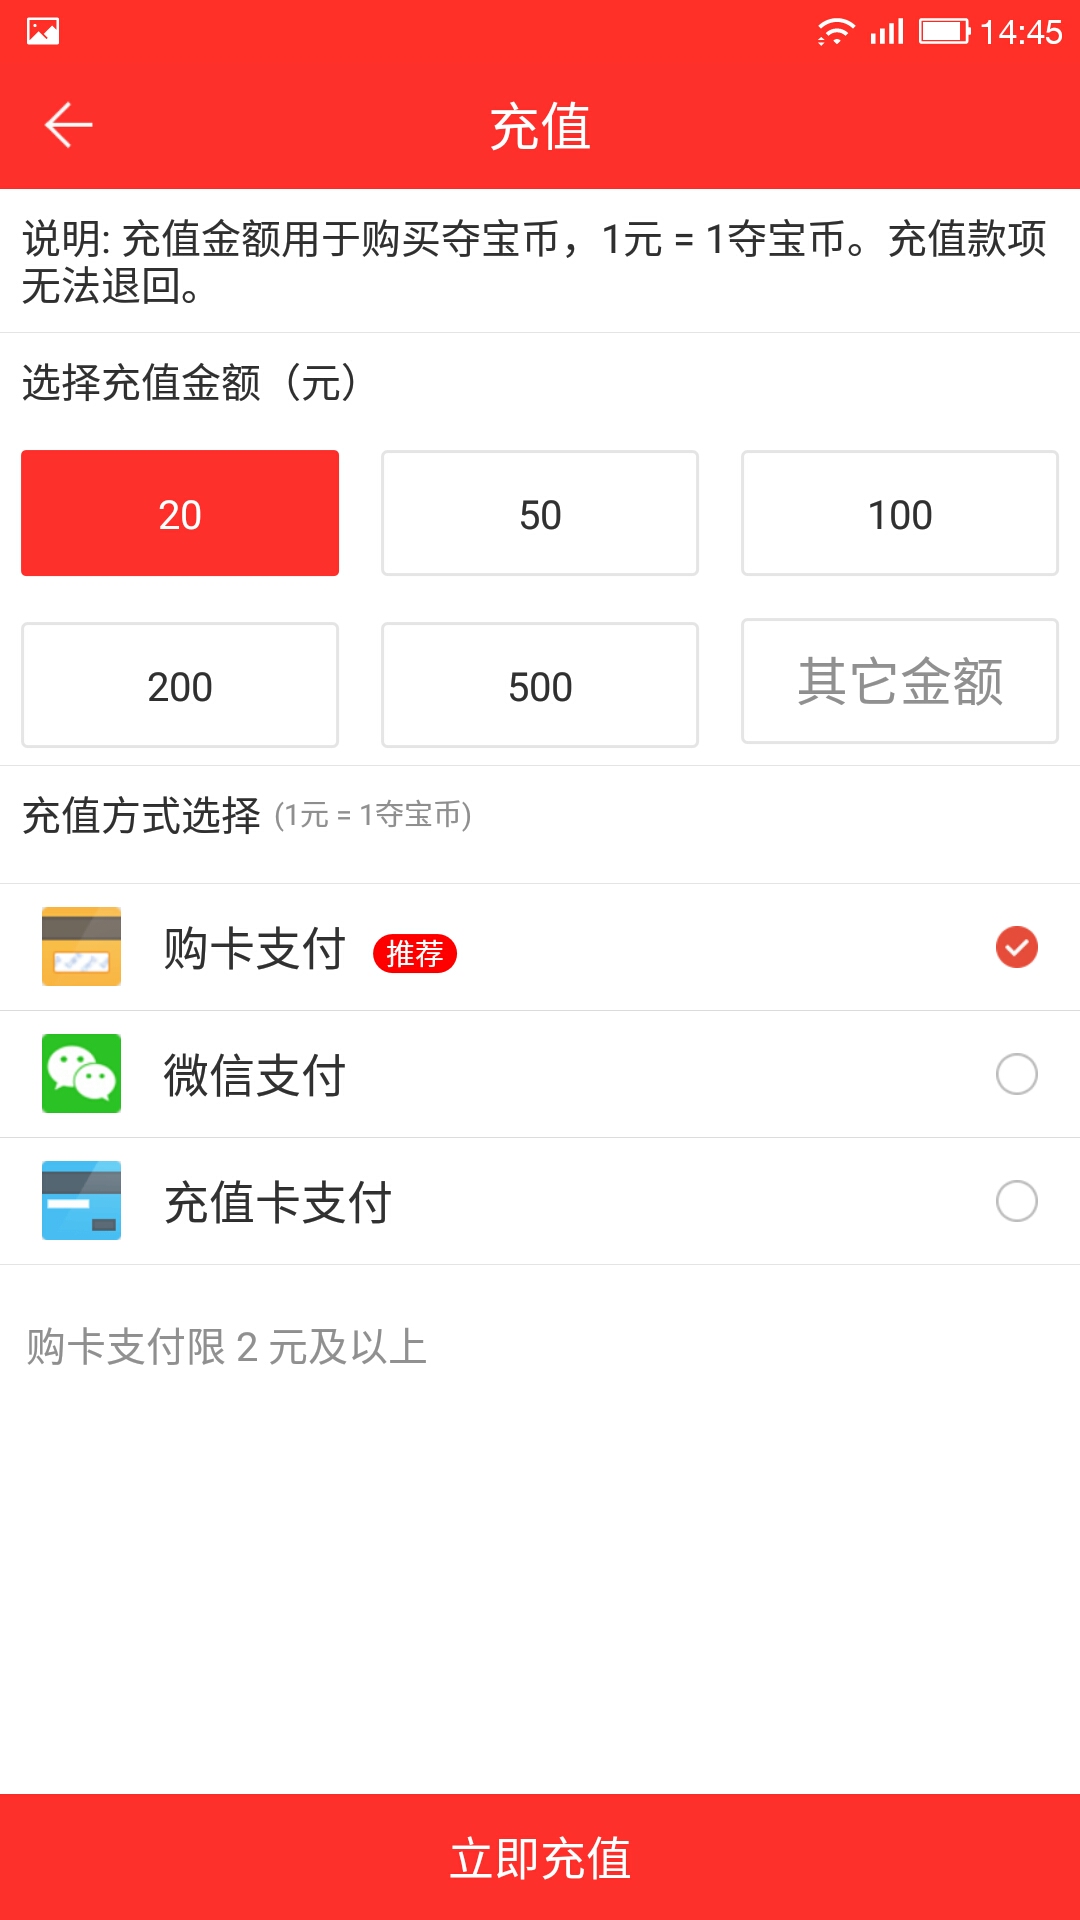 14:45
充值
说明: 充值金额用于购买夺宝币，1元 = 1夺宝币。充值款项
无法退回。
选择充值金额（元）
20 50 100
200 500 其它金额
充值方式选择 (1元 = 1夺宝币)
购卡支付 推荐
微信支付
充值卡支付
购卡支付限 2 元及以上
立即充值